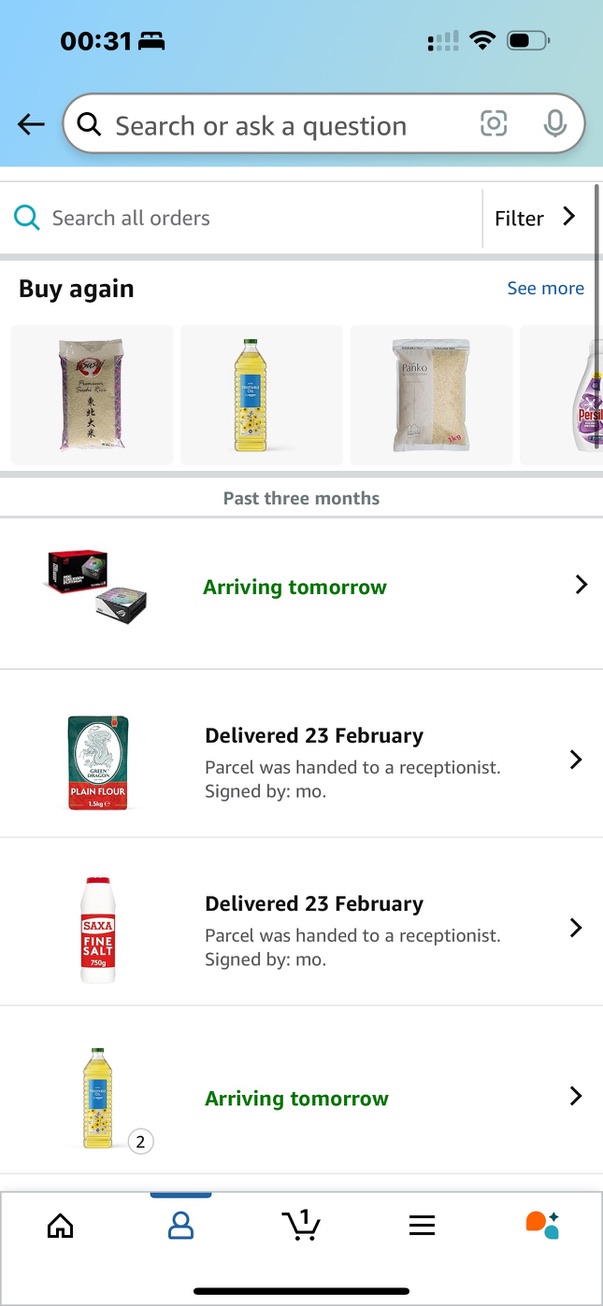 00:31
Search or ask a question
Search all orders
Filter
Buy again
See more
Premium
Sushi Rice
東
北
大
米
Panko
1kg
Persil
Past three months
Arriving tomorrow
GREEN
DRAGON
PLAIN FLOUR
1.5kg e
Delivered 23 February
Parcel was handed to a receptionist.
Signed by: mo.
SAXA
FINE
SALT
750g
Delivered 23 February
Parcel was handed to a receptionist.
Signed by: mo.
2
Arriving tomorrow
1